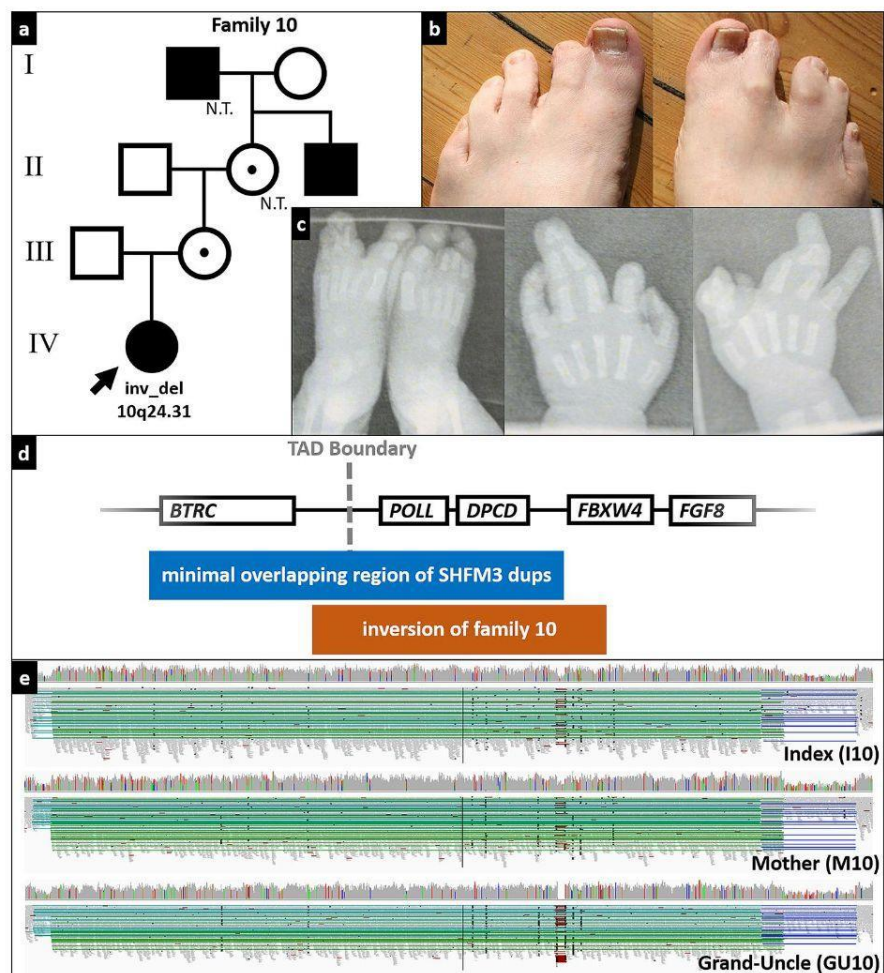 a
Family 10
I
N.T.
II
N.T.
III
IV
inv_del
10q24.31
b
c
d
TAD Boundary
BTRC
POLL
DPCD
FBXW4
FGF8
minimal overlapping region of SHFM3 dups
inversion of family 10
e
Index (I10)
Mother (M10)
Grand-Uncle (GU10)